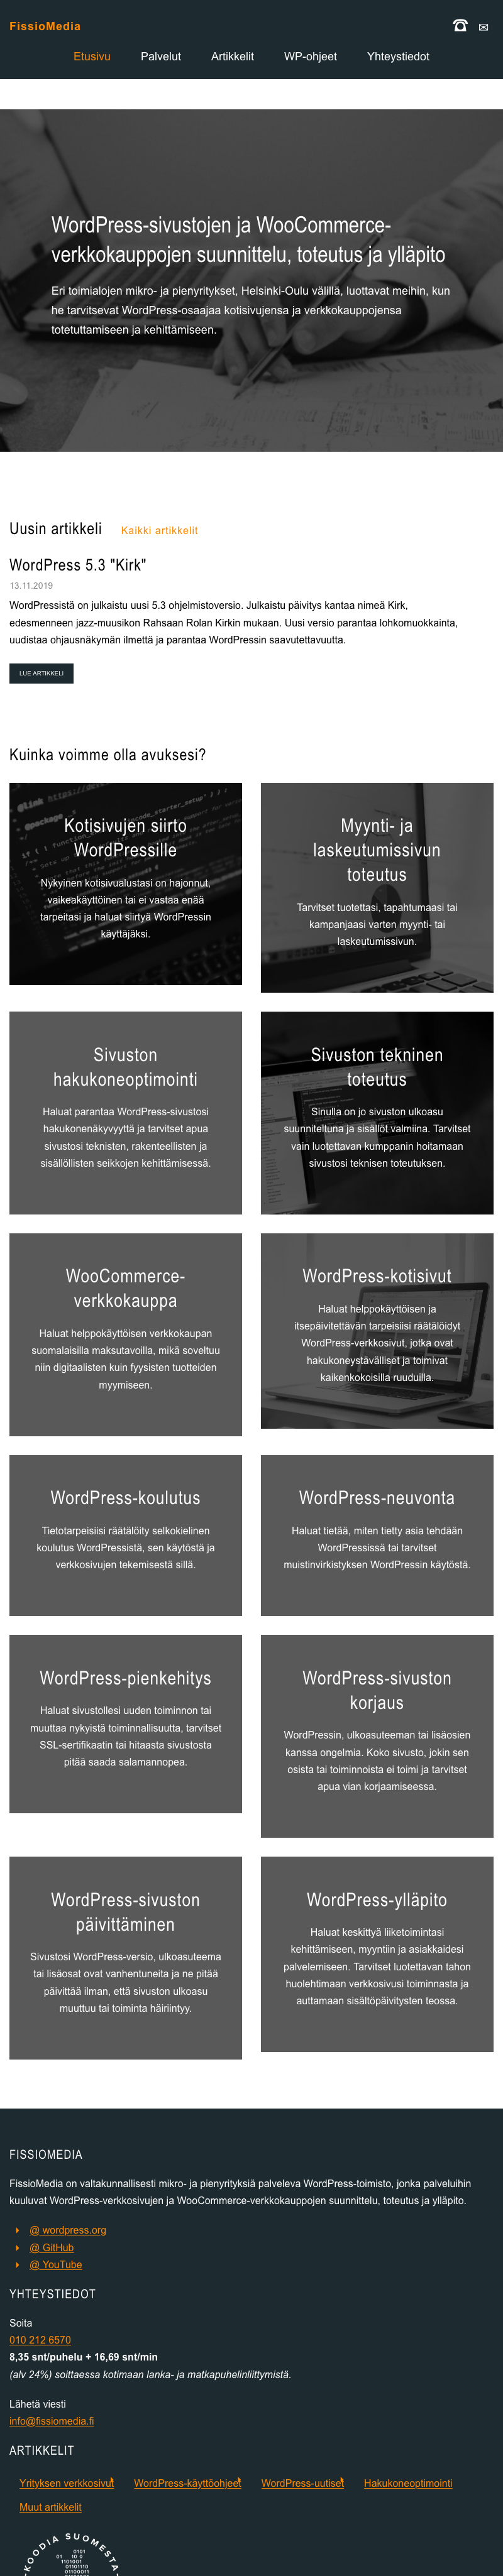 FissioMedia
Etusivu Palvelut Artikkelit WP-ohjeet Yhteystiedot
WordPress-sivustojen ja WooCommerce-
verkkokauppojen suunnittelu, toteutus ja ylläpito
Eri toimialojen mikro- ja pienyritykset, Helsinki-Oulu välillä, luottavat meihin, kun
he tarvitsevat WordPress-osaajaa kotisivujensa ja verkkokauppojensa
totetuttamiseen ja kehittämiseen.
Uusin artikkeli Kaikki artikkelit
WordPress 5.3 "Kirk"
13.11.2019
WordPressistä on julkaistu uusi 5.3 ohjelmistoversio. Julkaistu päivitys kantaa nimeä Kirk,
edesmenneen jazz-muusikon Rahsaan Rolan Kirkin mukaan. Uusi versio parantaa lohkomuokkainta,
uudistaa ohjausnäkymän ilmettä ja parantaa WordPressin saavutettavuutta.
LUE ARTIKKELI
Kuinka voimme olla avuksesi?
Kotisivujen siirto
WordPressille
Nykyinen kotisivualustasi on hajonnut,
vaikeakäyttöinen tai ei vastaa enää
tarpeitasi ja haluat siirtyä WordPressin
käyttäjäksi.
Myynti- ja
laskeutumissivun
toteutus
Tarvitset tuotettasi, tapahtumaasi tai
kampanjaasi varten myynti- tai
laskeutumissivun.
Sivuston
hakukoneoptimointi
Haluat parantaa WordPress-sivustosi
hakukonenäkyvyyttä ja tarvitset apua
sivustosi teknisten, rakenteellisten ja
sisällöllisten seikkojen kehittämisessä.
Sivuston tekninen
toteutus
Sinulla on jo sivuston ulkoasu
suunniteltuna ja sisällöt valmiina. Tarvitset
vain luotettavan kumppanin hoitamaan
sivustosi teknisen toteutuksen.
WooCommerce-
verkkokauppa
Haluat helppokäyttöisen verkkokaupan
suomalaisilla maksutavoilla, mikä soveltuu
niin digitaalisten kuin fyysisten tuotteiden
myymiseen.
WordPress-kotisivut
Haluat helppokäyttöisen ja
itsepäivitettävän tarpeisiisi räätälöidyt
WordPress-verkkosivut, jotka ovat
hakukoneystävälliset ja toimivat
kaikenkokoisilla ruuduilla.
WordPress-koulutus
Tietotarpeisiisi räätälöity selkokielinen
koulutus WordPressistä, sen käytöstä ja
verkkosivujen tekemisestä sillä.
WordPress-neuvonta
Haluat tietää, miten tietty asia tehdään
WordPressissä tai tarvitset
muistinvirkistyksen WordPressin käytöstä.
WordPress-pienkehitys
Haluat sivustollesi uuden toiminnon tai
muuttaa nykyistä toiminnallisuutta, tarvitset
SSL-sertifikaatin tai hitaasta sivustosta
pitää saada salamannopea.
WordPress-sivuston
korjaus
WordPressin, ulkoasuteeman tai lisäosien
kanssa ongelmia. Koko sivusto, jokin sen
osista tai toiminnoista ei toimi ja tarvitset
apua vian korjaamiseessa.
WordPress-sivuston
päivittäminen
Sivustosi WordPress-versio, ulkoasuteema
tai lisäosat ovat vanhentuneita ja ne pitää
päivittää ilman, että sivuston ulkoasu
muuttuu tai toiminta häiriintyy.
WordPress-ylläpito
Haluat keskittyä liiketoimintasi
kehittämiseen, myyntiin ja asiakkaidesi
palvelemiseen. Tarvitset luotettavan tahon
huolehtimaan verkkosivusi toiminnasta ja
auttamaan sisältöpäivitysten teossa.
FISSIOMEDIA
FissioMedia on valtakunnallisesti mikro- ja pienyrityksiä palveleva WordPress-toimisto, jonka palveluihin
kuuluvat WordPress-verkkosivujen ja WooCommerce-verkkokauppojen suunnittelu, toteutus ja ylläpito.
@ wordpress.org
@ GitHub
@ YouTube
YHTEYSTIEDOT
Soita
010 212 6570
8,35 snt/puhelu + 16,69 snt/min
(alv 24%) soittaessa kotimaan lanka- ja matkapuhelinliittymistä.
Lähetä viesti
info@fissiomedia.fi
ARTIKKELIT
Yrityksen verkkosivut WordPress-käyttöohjeet WordPress-uutiset Hakukoneoptimointi
Muut artikkelit
KOODIA SUOMESTA